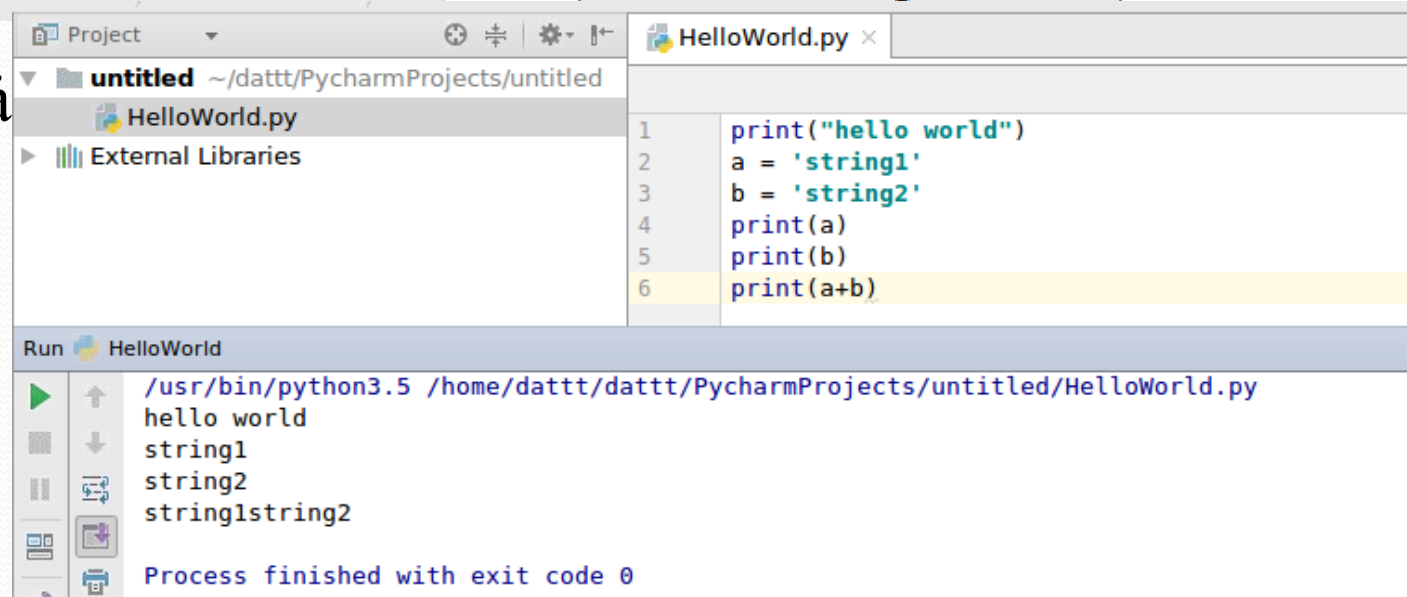 Project
HelloWorld.py
untitled ~/dattt/PycharmProjects/untitled
HelloWorld.py
External Libraries
1 print("hello world")
2 a = 'string1'
3 b = 'string2'
4 print(a)
5 print(b)
6 print(a+b)
Run HelloWorld
/usr/bin/python3.5 /home/dattt/dattt/PycharmProjects/untitled/HelloWorld.py
hello world
string1
string2
string1string2
Process finished with exit code 0